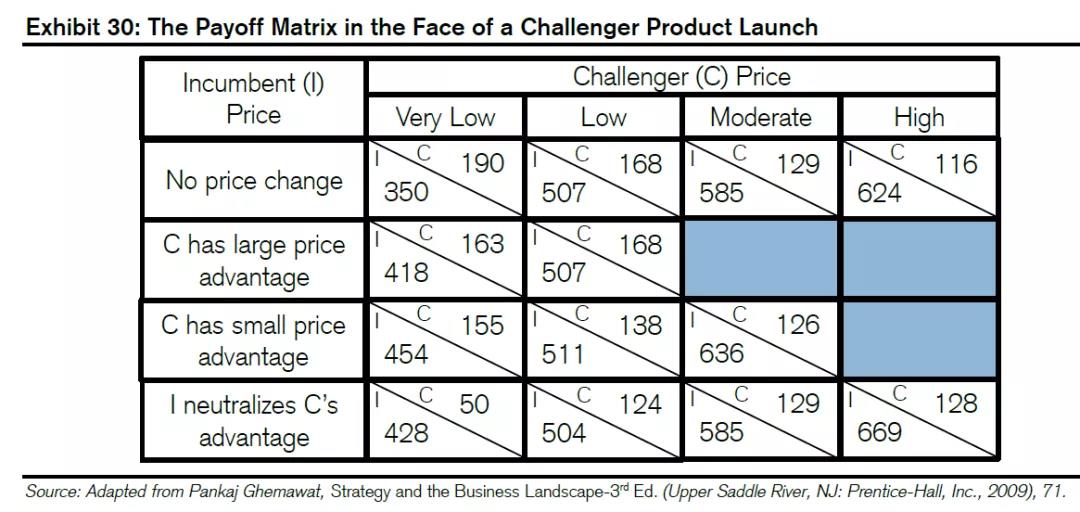 Exhibit 30: The Payoff Matrix in the Face of a Challenger Product Launch
Incumbent (I)
Price
Challenger (C) Price
Very Low
Low
Moderate
High
No price change
I C 190
350
I C 168
507
I C 129
585
I C 116
624
C has large price
advantage
I C 163
418
I C 168
507
C has small price
advantage
I C 155
454
I C 138
511
I C 126
636
I neutralizes C's
advantage
I C 50
428
I C 124
504
I C 129
585
I C 128
669
Source: Adapted from Pankaj Ghemawat, Strategy and the Business Landscape-3rd Ed. (Upper Saddle River, NJ: Prentice-Hall, Inc., 2009), 71.